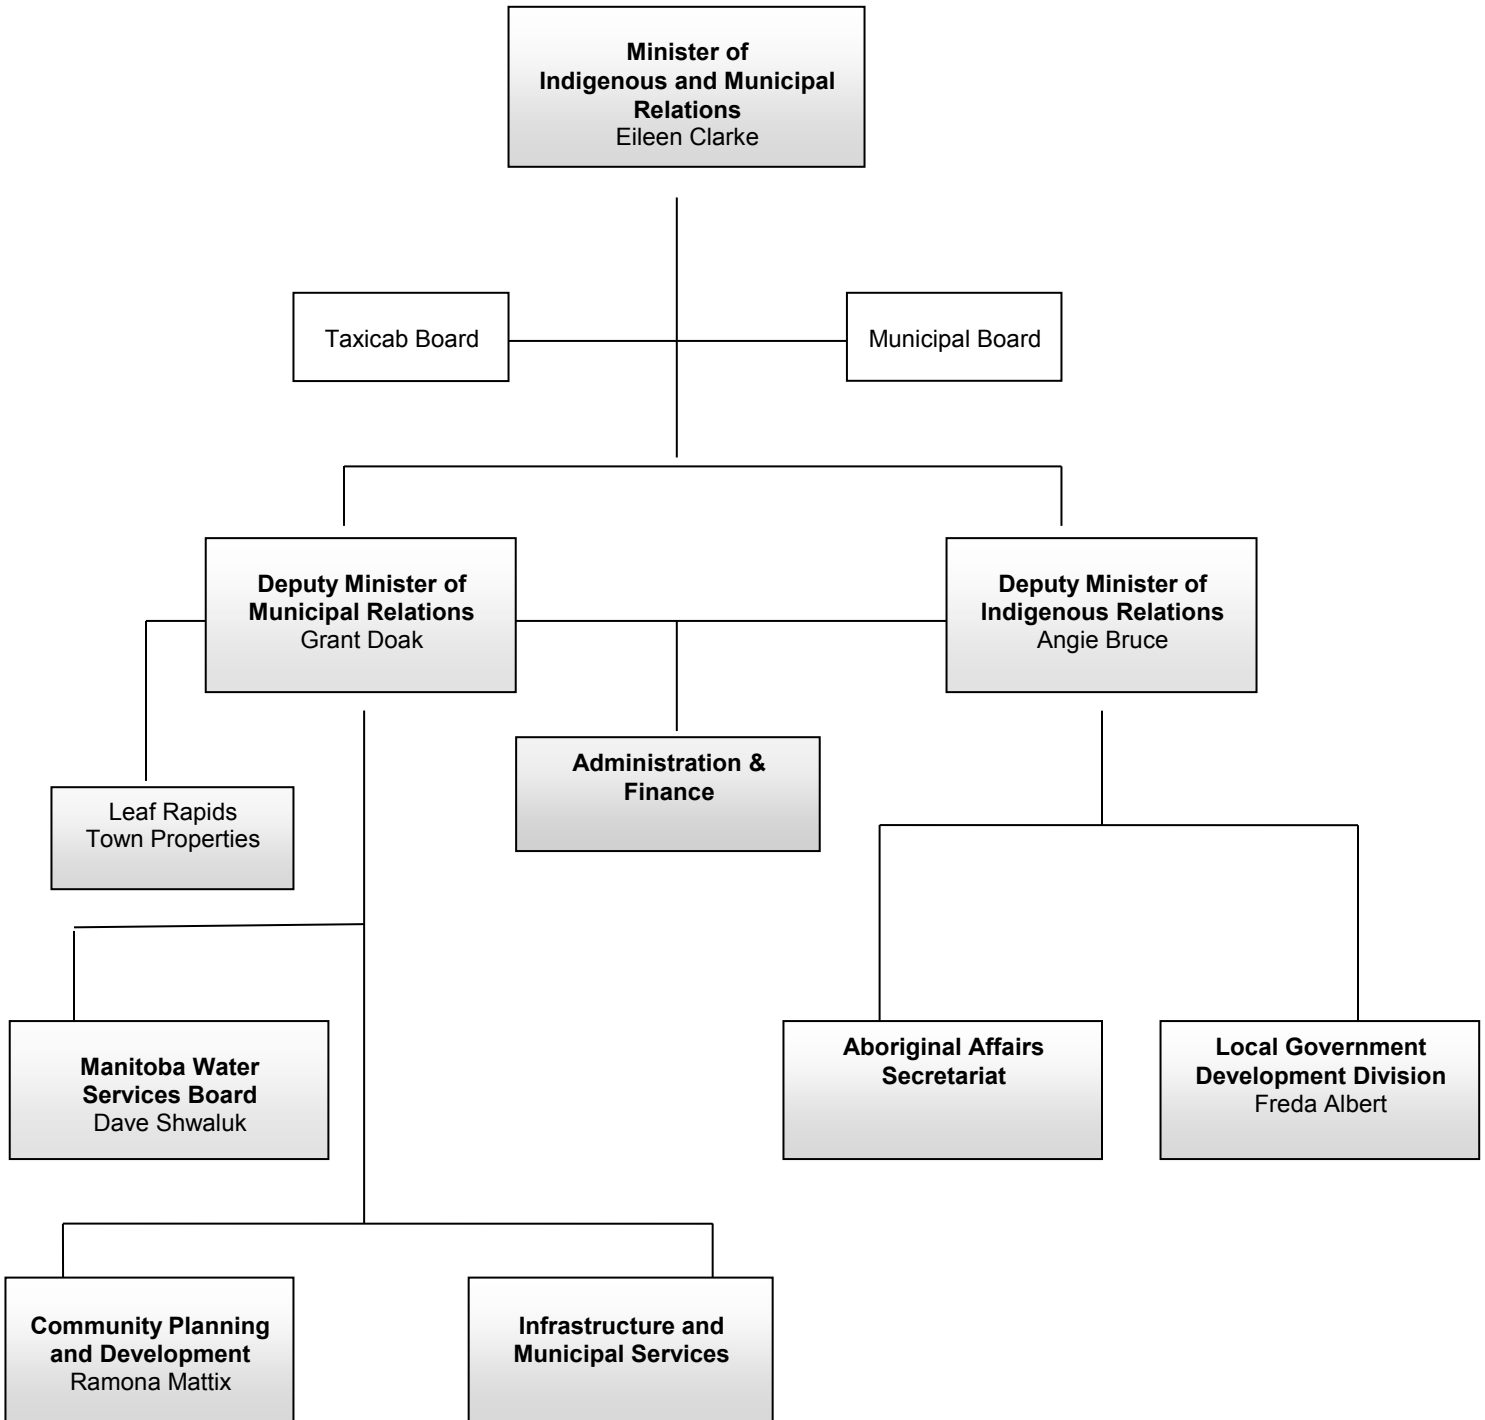 Minister of
Indigenous and Municipal
Relations
Eileen Clarke
Taxicab Board
Municipal Board
Deputy Minister of
Municipal Relations
Grant Doak
Deputy Minister of
Indigenous Relations
Angie Bruce
Administration &
Finance
Leaf Rapids
Town Properties
Manitoba Water
Services Board
Dave Shwaluk
Aboriginal Affairs
Secretariat
Local Government
Development Division
Freda Albert
Community Planning
and Development
Ramona Mattix
Infrastructure and
Municipal Services